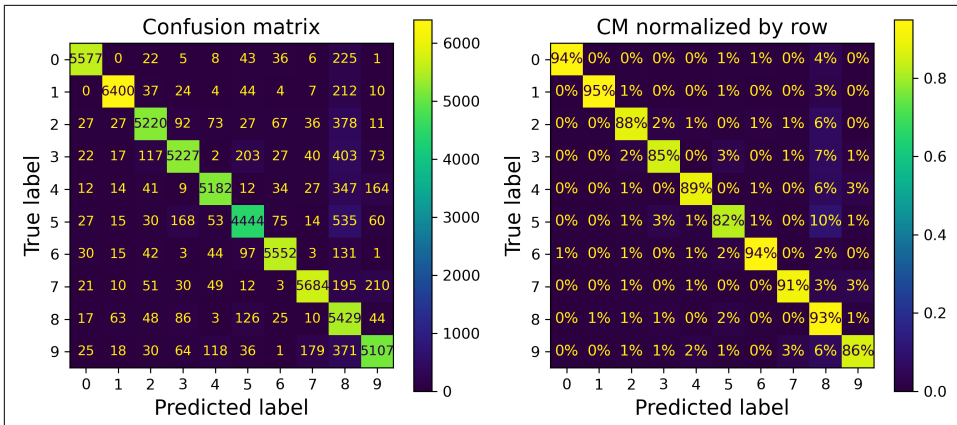 Confusion matrix
0 5577 0 22 5 8 43 36 6 225 1
1 0 6400 37 24 4 44 4 7 212 10
2 27 27 5220 92 73 27 67 36 378 11
3 22 17 117 5227 2 203 27 40 403 73
4 12 14 41 9 5182 12 34 27 347 164
5 27 15 30 168 53 4444 75 14 535 60
6 30 15 42 3 44 97 5552 3 131 1
7 21 10 51 30 49 12 3 5684 195 210
8 17 63 48 86 3 126 25 10 5429 44
9 25 18 30 64 118 36 1 179 371 5107
0 1 2 3 4 5 6 7 8 9
Predicted label
True label
6000
5000
4000
3000
2000
1000
0
CM normalized by row
0 94% 0% 0% 0% 0% 1% 1% 0% 4% 0%
1 0% 95% 1% 0% 0% 1% 0% 0% 3% 0%
2 0% 0% 88% 2% 1% 0% 1% 1% 6% 0%
3 0% 0% 2% 85% 0% 3% 0% 1% 7% 1%
4 0% 0% 1% 0% 89% 0% 1% 0% 6% 3%
5 0% 0% 1% 3% 1% 82% 1% 0% 10% 1%
6 1% 0% 1% 0% 1% 2% 94% 0% 2% 0%
7 0% 0% 1% 0% 1% 0% 0% 91% 3% 3%
8 0% 1% 1% 1% 0% 2% 0% 0% 93% 1%
9 0% 0% 1% 1% 2% 1% 0% 3% 6% 86%
0 1 2 3 4 5 6 7 8 9
Predicted label
True label
0.8
0.6
0.4
0.2
0.0